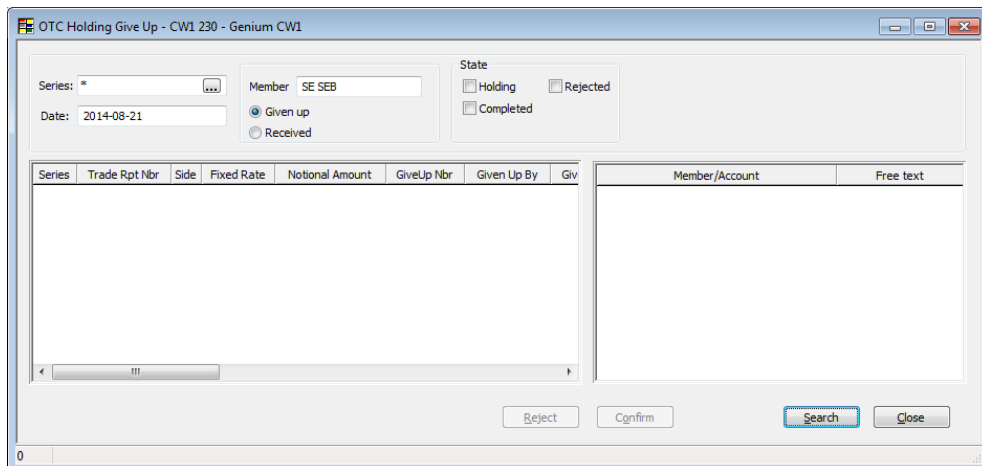 OTC Holding Give Up - CW1 230 - Genium CW1
State
Series: * ...
Member SE SEB
Holding Rejected
Date: 2014-08-21
Given up
Completed
Received
Series Trade Rpt Nbr Side Fixed Rate Notional Amount GiveUp Nbr Given Up By Giv
Member/Account Free text
Reject Confirm Search Close
0